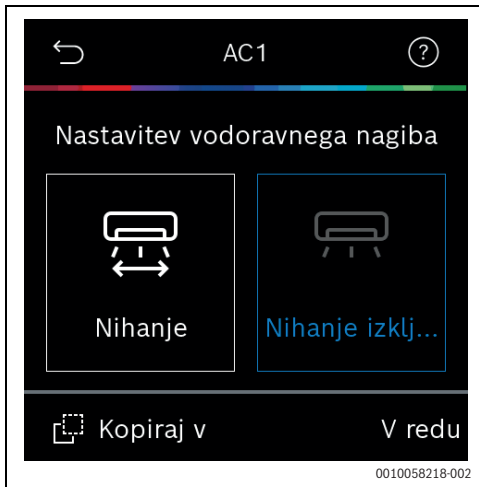 AC1 ?
Nastavitev vodoravnega nagiba
Nihanje Nihanje izklj...
Kopiraj v V redu
0010058218-002